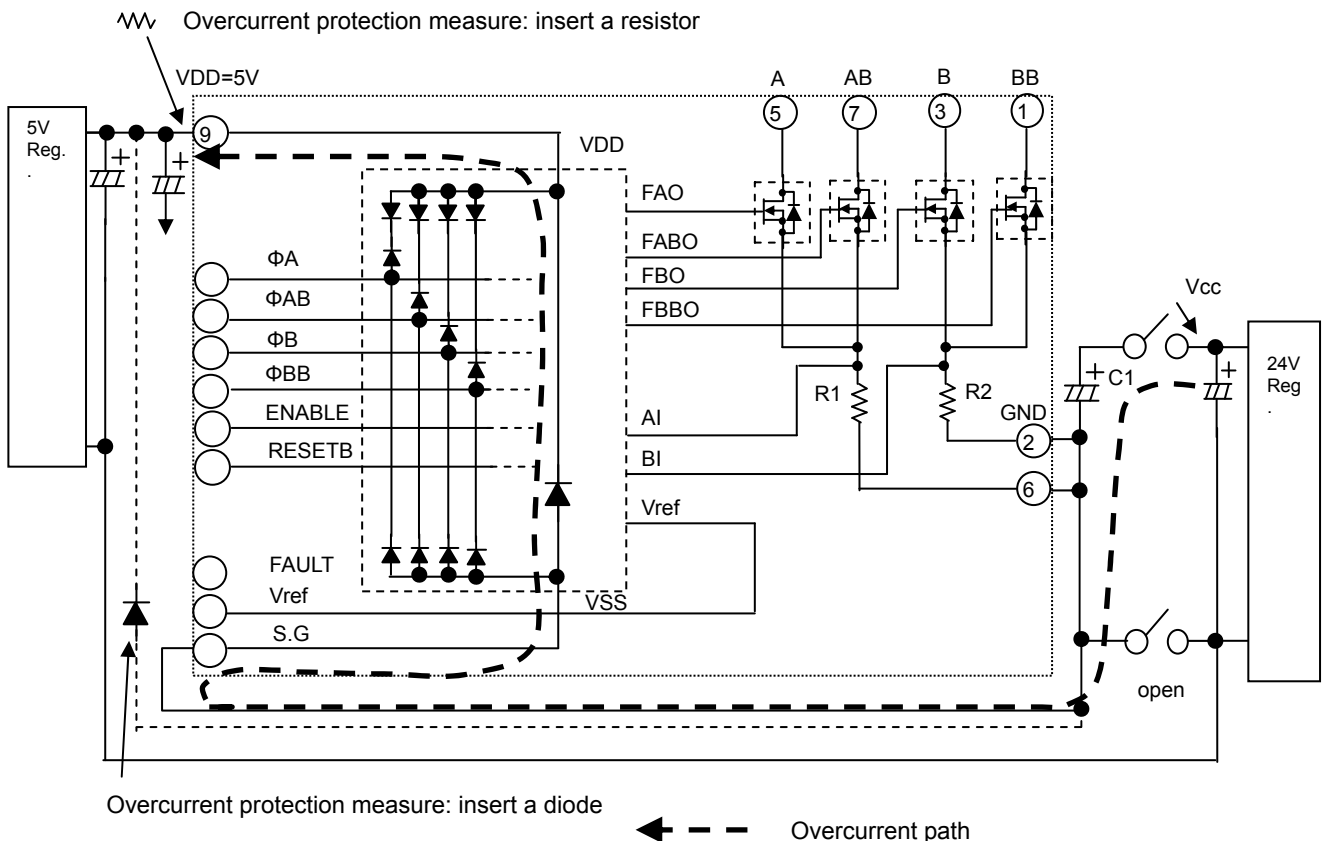 Overcurrent protection measure: insert a resistor
VDD=5V
A
AB
B
BB
5
7
3
1
5V
Reg.
.
9
+
+
VDD
FAO
FABO
FBO
FBBO
ΦA
ΦAB
ΦB
ΦBB
ENABLE
RESETB
Vcc
24V
Reg
.
+
C1
+
R1
R2
GND
2
6
AI
BI
Vref
FAULT
Vref
VSS
S.G
open
Overcurrent protection measure: insert a diode
Overcurrent path